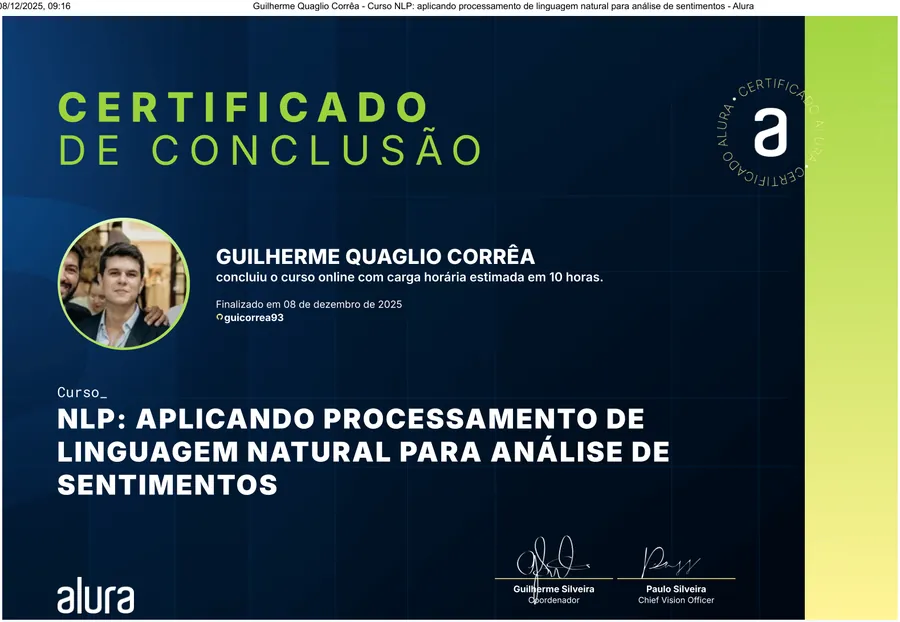 08/12/2025, 09:16
Guilherme Quaglio Corrêa - Curso NLP: aplicando processamento de linguagem natural para análise de sentimentos - Alura
CERTIFICADO
DE CONCLUSÃO
CERTIFICADO ALURA • CERTIFICADO ALURA •
a
GUILHERME QUAGLIO CORRÊA
concluiu o curso online com carga horária estimada em 10 horas.
Finalizado em 08 de dezembro de 2025
guicorrea93
Curso_
NLP: APLICANDO PROCESSAMENTO DE
LINGUAGEM NATURAL PARA ANÁLISE DE
SENTIMENTOS
alura
Guilherme Silveira
Coordenador
Paulo Silveira
Chief Vision Officer